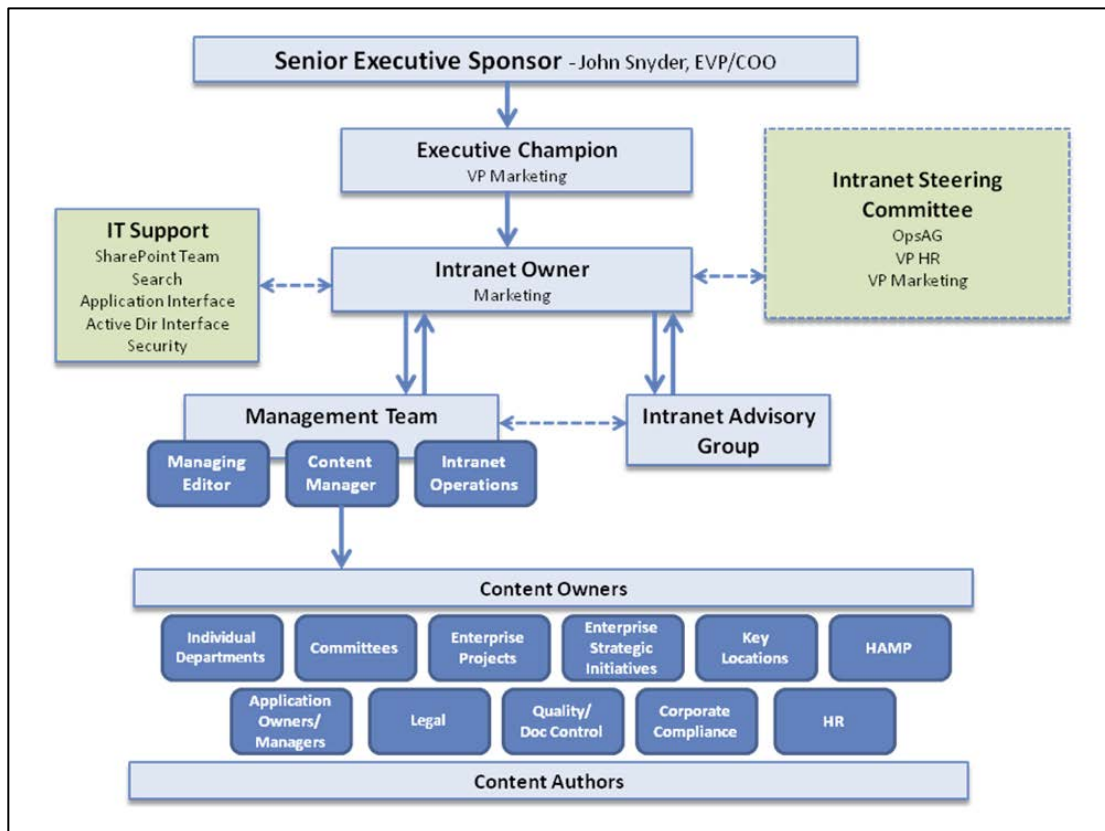 Senior Executive Sponsor - John Snyder, EVP/COO
Executive Champion
VP Marketing
Intranet Steering
Committee
OpsAG
VP HR
VP Marketing
IT Support
SharePoint Team
Search
Application Interface
Active Dir Interface
Security
Intranet Owner
Marketing
Management Team
Managing
Editor
Content
Manager
Intranet
Operations
Intranet Advisory
Group
Content Owners
Individual
Departments
Committees
Enterprise
Projects
Enterprise
Strategic
Initiatives
Key
Locations
HAMP
Application
Owners/
Managers
Legal
Quality/
Doc Control
Corporate
Compliance
HR
Content Authors